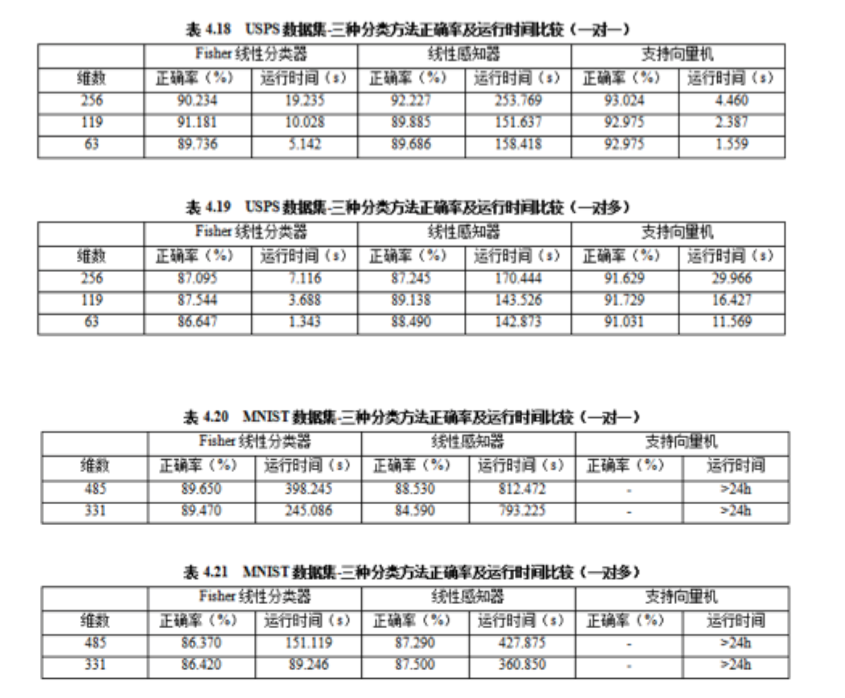 表 4.18 USPS 数据集-三种分类方法正确率及运行时间比较（一对一）
Fisher 线性分类器 线性感知器 支持向量机
维数 正确率（%） 运行时间（s） 正确率（%） 运行时间（s） 正确率（%） 运行时间（s）
256 90.234 19.235 92.227 253.769 93.024 4.460
119 91.181 10.028 89.885 151.637 92.975 2.387
63 89.736 5.142 89.686 158.418 92.975 1.559
表 4.19 USPS 数据集-三种分类方法正确率及运行时间比较（一对多）
Fisher 线性分类器 线性感知器 支持向量机
维数 正确率（%） 运行时间（s） 正确率（%） 运行时间（s） 正确率（%） 运行时间（s）
256 87.095 7.116 87.245 170.444 91.629 29.966
119 87.544 3.688 89.138 143.526 91.729 16.427
63 86.647 1.343 88.490 142.873 91.031 11.569
表 4.20 MNIST 数据集-三种分类方法正确率及运行时间比较（一对一）
Fisher 线性分类器 线性感知器 支持向量机
维数 正确率（%） 运行时间（s） 正确率（%） 运行时间（s） 正确率（%） 运行时间
485 89.650 398.245 88.530 812.472 - >24h
331 89.470 245.086 84.590 793.225 - >24h
表 4.21 MNIST 数据集-三种分类方法正确率及运行时间比较（一对多）
Fisher 线性分类器 线性感知器 支持向量机
维数 正确率（%） 运行时间（s） 正确率（%） 运行时间（s） 正确率（%） 运行时间
485 86.370 151.119 87.290 427.875 - >24h
331 86.420 89.246 87.500 360.850 - >24h